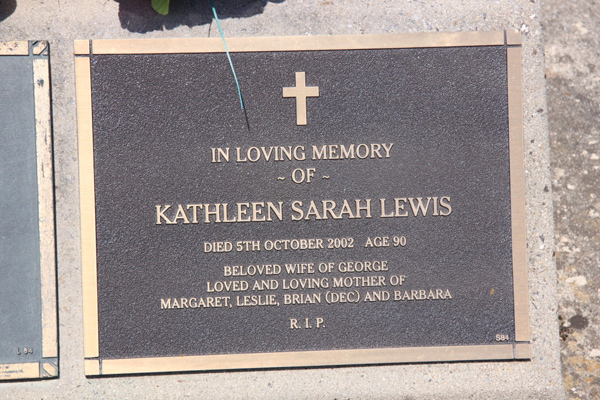 IN LOVING MEMORY
~ OF ~
KATHLEEN SARAH LEWIS
DIED 5TH OCTOBER 2002 AGE 90
BELOVED WIFE OF GEORGE
LOVED AND LOVING MOTHER OF
MARGARET, LESLIE, BRIAN (DEC) AND BARBARA
R. I. P.
S84